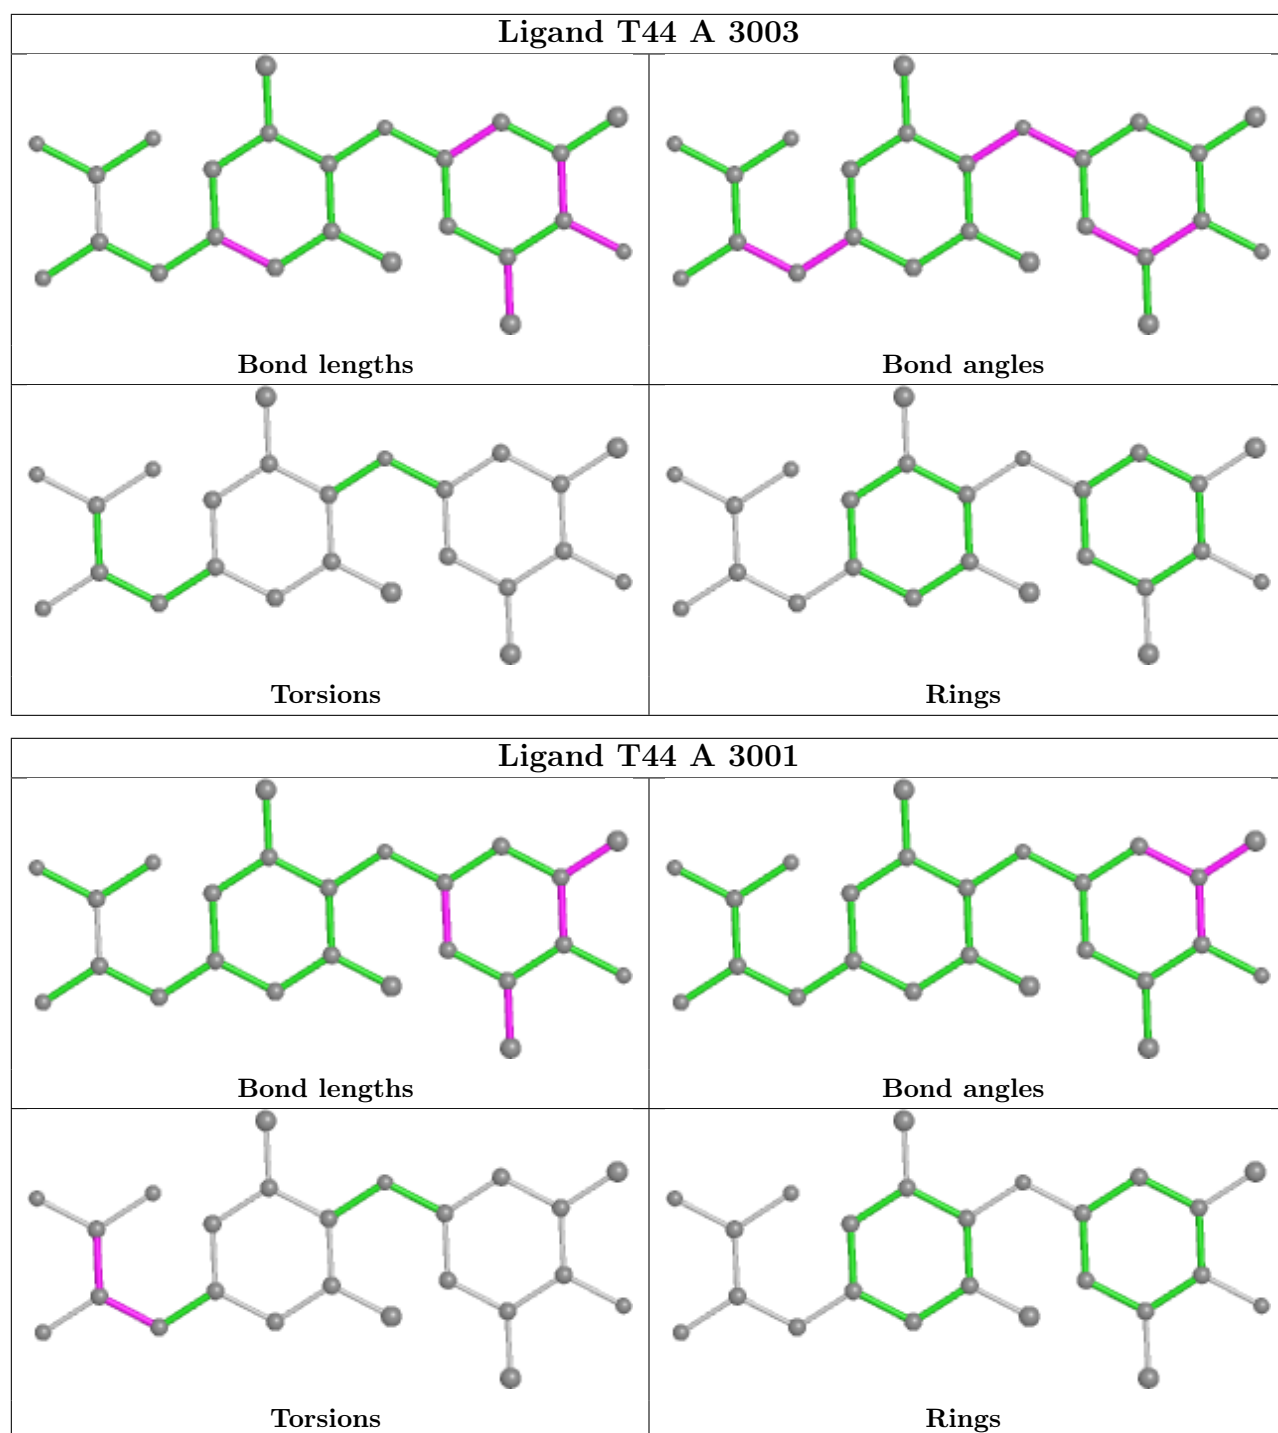 Ligand T44 A 3003
Bond lengths
Bond angles
Torsions
Rings
Ligand T44 A 3001
Bond lengths
Bond angles
Torsions
Rings